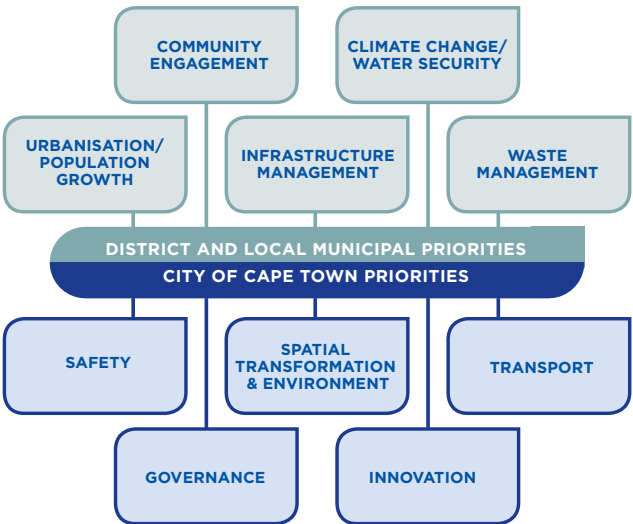 COMMUNITY
ENGAGEMENT
CLIMATE CHANGE/
WATER SECURITY
URBANISATION/
POPULATION
GROWTH
INFRASTRUCTURE
MANAGEMENT
WASTE
MANAGEMENT
DISTRICT AND LOCAL MUNICIPAL PRIORITIES
CITY OF CAPE TOWN PRIORITIES
SAFETY
SPATIAL
TRANSFORMATION
& ENVIRONMENT
TRANSPORT
GOVERNANCE
INNOVATION